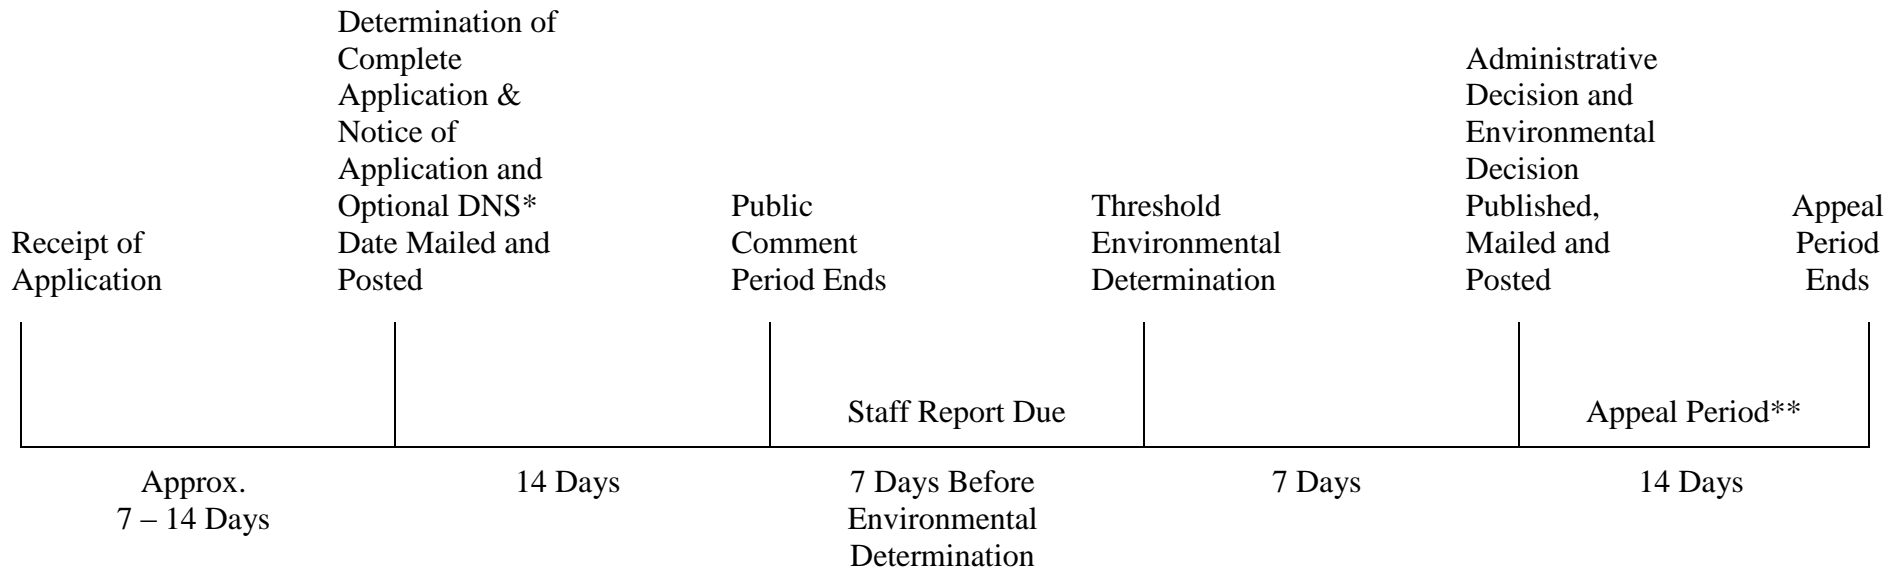 Receipt of
Application
Determination of
Complete
Application &
Notice of
Application and
Optional DNS*
Date Mailed and
Posted
Public
Comment
Period Ends
Threshold
Environmental
Determination
Administrative
Decision and
Environmental
Decision
Published,
Mailed and
Posted
Appeal
Period
Ends
Staff Report Due
Appeal Period**
Approx.
7 – 14 Days
14 Days
7 Days Before
Environmental
Determination
7 Days
14 Days